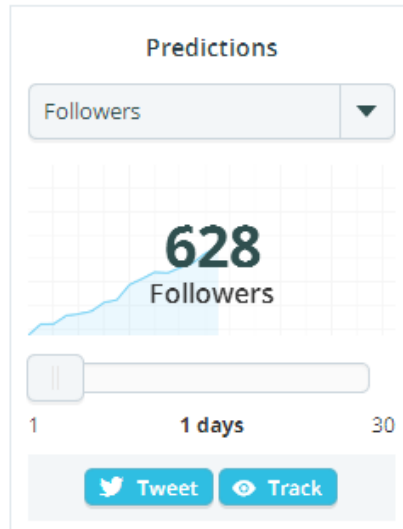 Predictions
Followers
628
Followers
1 1 days 30
Tweet Track